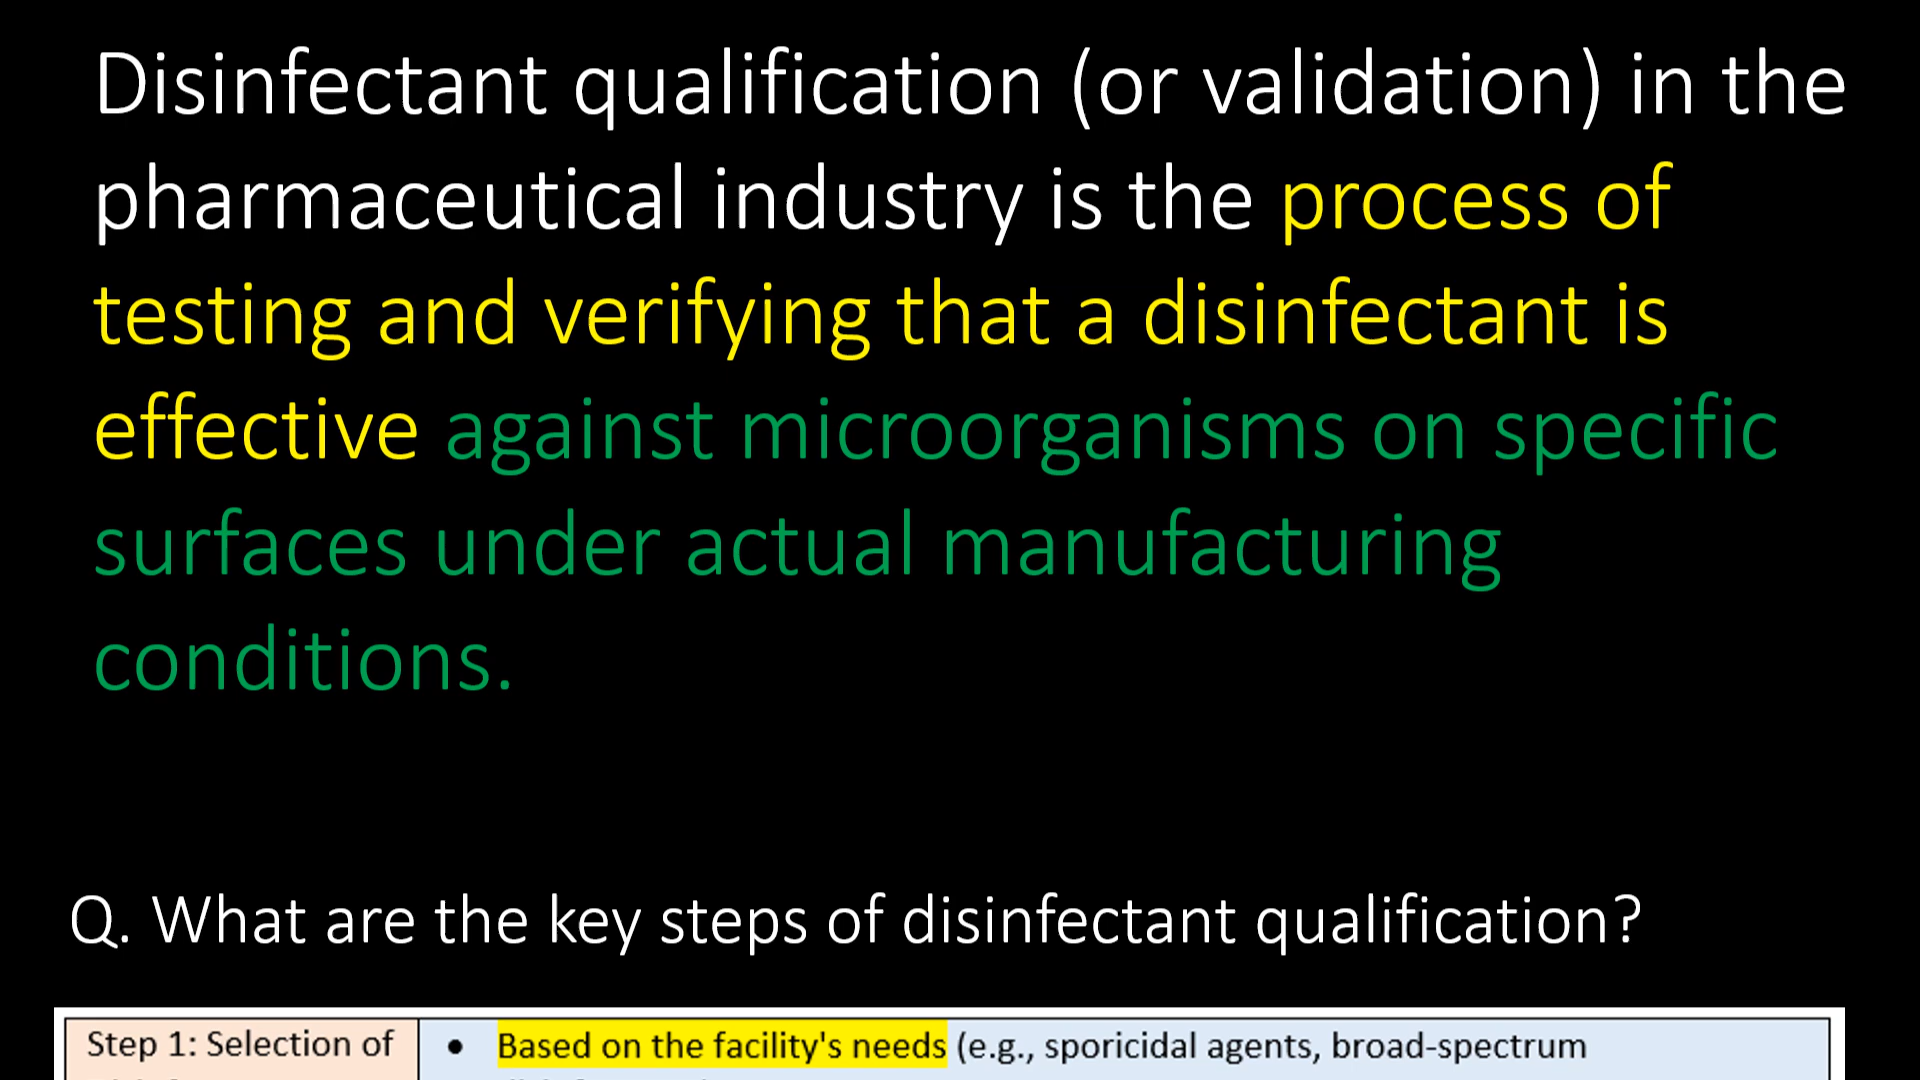 Disinfectant qualification (or validation) in the
pharmaceutical industry is the process of
testing and verifying that a disinfectant is
effective against microorganisms on specific
surfaces under actual manufacturing
conditions.
Q. What are the key steps of disinfectant qualification?
Step 1: Selection of
• Based on the facility's needs (e.g., sporicidal agents, broad-spectrum